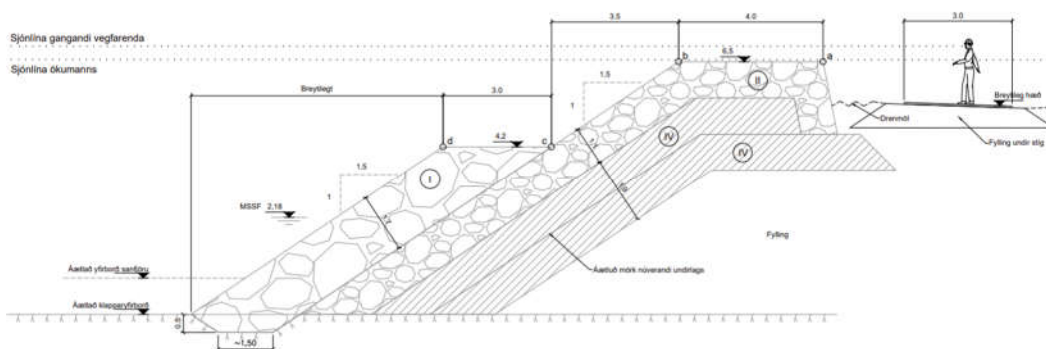 3.5
4.0
3.0
Sjónlína gangandi vegfarenda
Sjónlína ökumanns
b
6,5
a
II
Breytilegt
3.0
1,5
1
Breytileg hæð
Drenmöl
Fylling undir stíg
d
4,2
c
IV
IV
I
1,5
1
1,7
MSSF 2,18
Fylling
Áætluð mörk núverandi undirlags
Áætlað yfirborð
Áætlað klapparyfirborð
0.5
~1,50